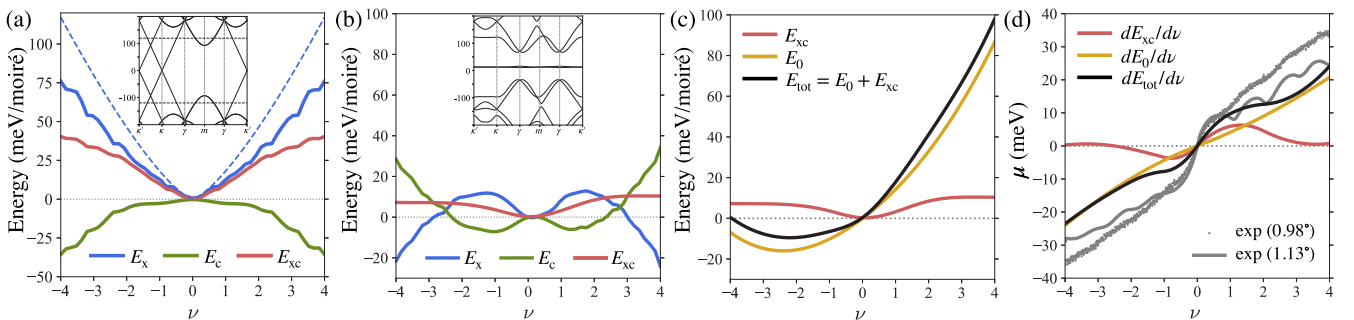 (a)
Energy (meV/moiré)
100
75
50
25
0
−25
−50
100
0
-100
κ' κ γ m γ κ'
E_x E_c E_xc
−4 −3 −2 −1 0 1 2 3 4
ν
(b)
Energy (meV/moiré)
100
80
60
40
20
0
−20
100
0
-100
κ' κ γ m γ κ'
E_x E_c E_xc
−4 −3 −2 −1 0 1 2 3 4
ν
(c)
Energy (meV/moiré)
100
80
60
40
20
0
−20
E_xc
E_0
E_tot = E_0 + E_xc
−4 −3 −2 −1 0 1 2 3 4
ν
(d)
μ (meV)
40
30
20
10
0
−10
−20
−30
−40
dE_xc/dν
dE_0/dν
dE_tot/dν
exp (0.98°)
exp (1.13°)
−4 −3 −2 −1 0 1 2 3 4
ν